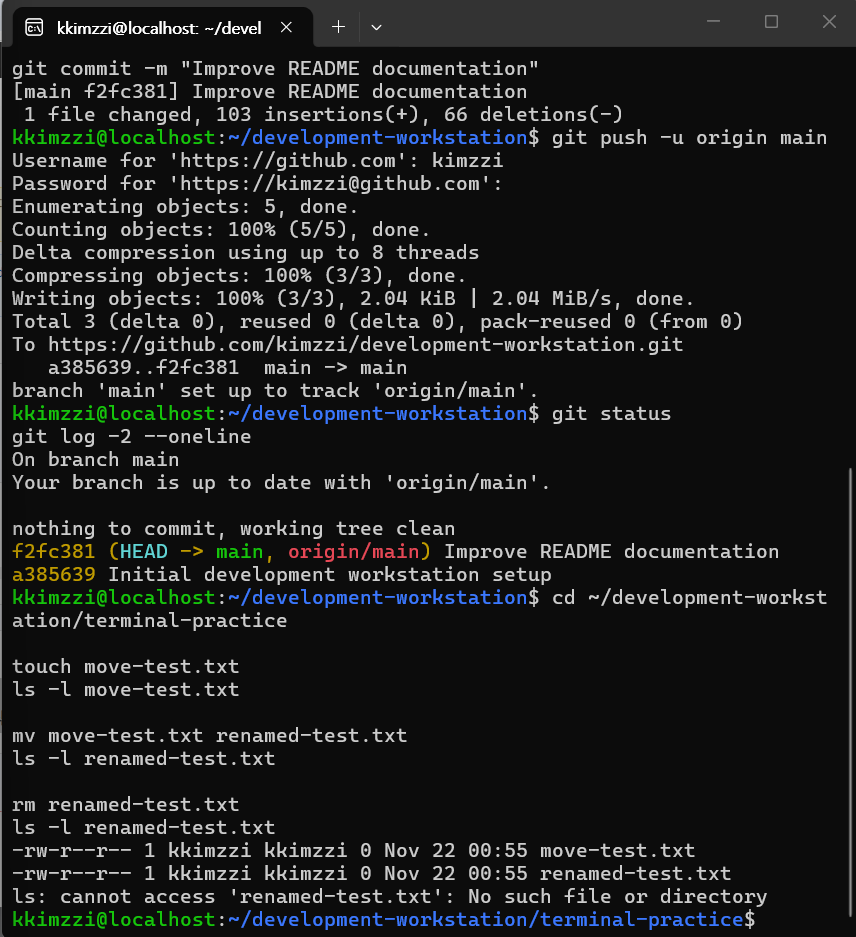 kkimzzi@localhost: ~/devel
git commit -m "Improve README documentation"
[main f2fc381] Improve README documentation
 1 file changed, 103 insertions(+), 66 deletions(-)
kkimzzi@localhost:~/development-workstation$ git push -u origin main
Username for 'https://github.com': kimzzi
Password for 'https://kimzzi@github.com':
Enumerating objects: 5, done.
Counting objects: 100% (5/5), done.
Delta compression using up to 8 threads
Compressing objects: 100% (3/3), done.
Writing objects: 100% (3/3), 2.04 KiB | 2.04 MiB/s, done.
Total 3 (delta 0), reused 0 (delta 0), pack-reused 0 (from 0)
To https://github.com/kimzzi/development-workstation.git
   a385639..f2fc381  main -> main
branch 'main' set up to track 'origin/main'.
kkimzzi@localhost:~/development-workstation$ git status
git log -2 --oneline
On branch main
Your branch is up to date with 'origin/main'.

nothing to commit, working tree clean
f2fc381 (HEAD -> main, origin/main) Improve README documentation
a385639 Initial development workstation setup
kkimzzi@localhost:~/development-workstation$ cd ~/development-workst
ation/terminal-practice

touch move-test.txt
ls -l move-test.txt

mv move-test.txt renamed-test.txt
ls -l renamed-test.txt

rm renamed-test.txt
ls -l renamed-test.txt
-rw-r--r-- 1 kkimzzi kkimzzi 0 Nov 22 00:55 move-test.txt
-rw-r--r-- 1 kkimzzi kkimzzi 0 Nov 22 00:55 renamed-test.txt
ls: cannot access 'renamed-test.txt': No such file or directory
kkimzzi@localhost:~/development-workstation/terminal-practice$